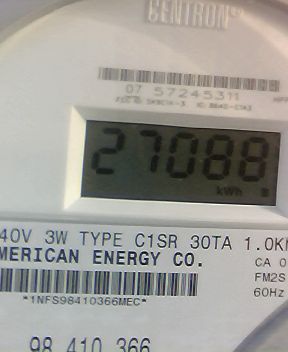 CENTRON®
07 57245311
27088
kWh
40V 3W TYPE C1SR 30TA 1.0K
MERICAN ENERGY CO.
CA 0
FM2S
60Hz
*1NFS98410366MEC*
98 410 366